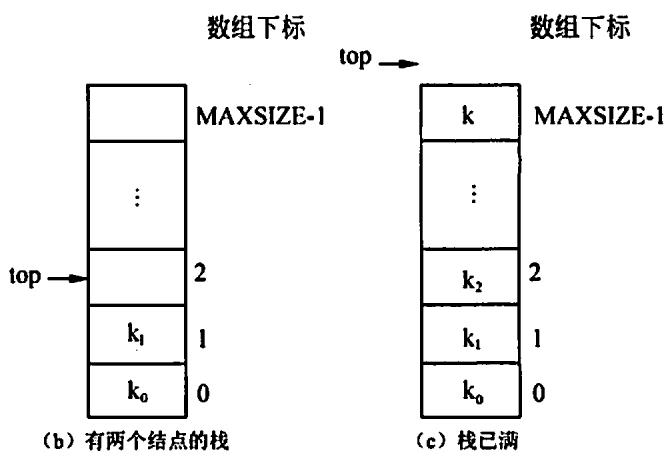 数组下标
MAXSIZE-1
⋮
top
2
k₁
1
k₀
0
(b) 有两个结点的栈
数组下标
top
k
MAXSIZE-1
⋮
k₂
2
k₁
1
k₀
0
(c) 栈已满